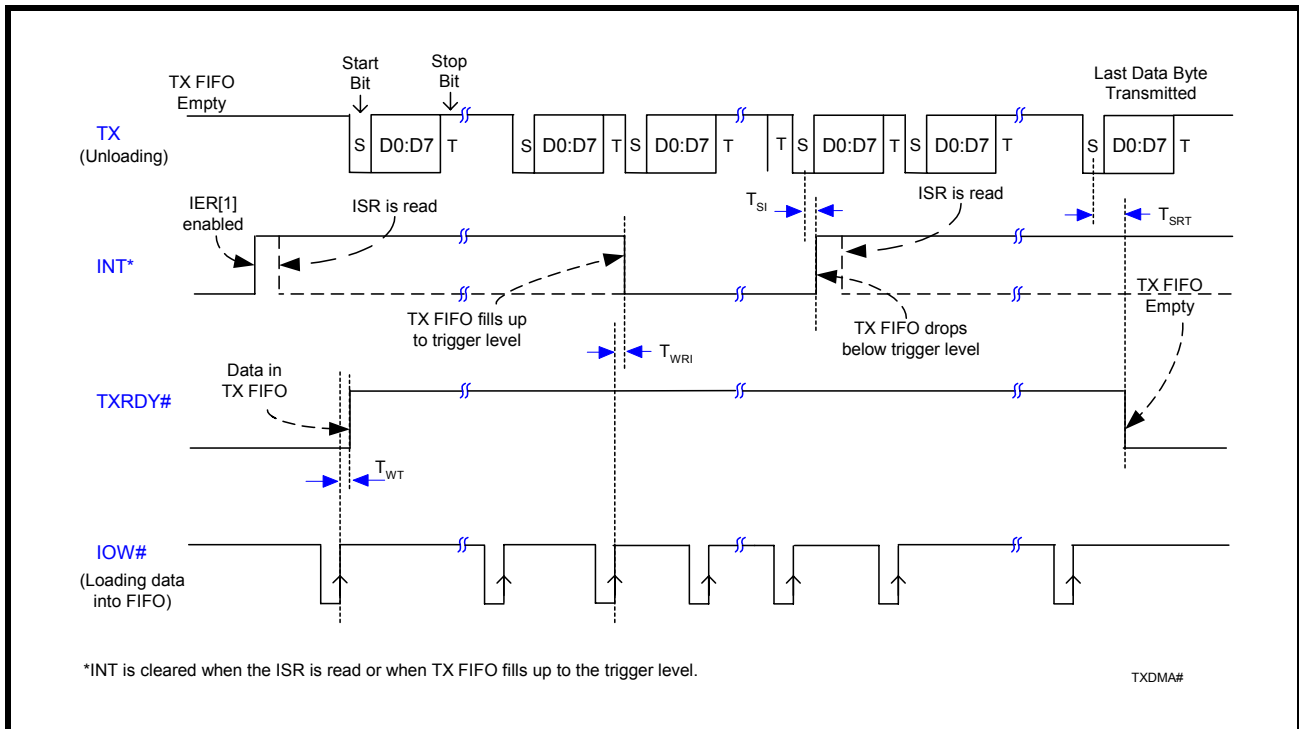 TX FIFO
Empty
Start
Bit
Stop
Bit
Last Data Byte
Transmitted
TX
(Unloading)
S D0:D7 T S D0:D7 T S D0:D7 T T S D0:D7 T S D0:D7 T S D0:D7 T
IER[1]
enabled
ISR is read
TSI
ISR is read
TSRT
INT*
TX FIFO fills up
to trigger level
TX FIFO drops
below trigger level
TX FIFO
Empty
TWRI
Data in
TX FIFO
TXRDY#
TWT
IOW#
(Loading data
into FIFO)
*INT is cleared when the ISR is read or when TX FIFO fills up to the trigger level.
TXDMA#